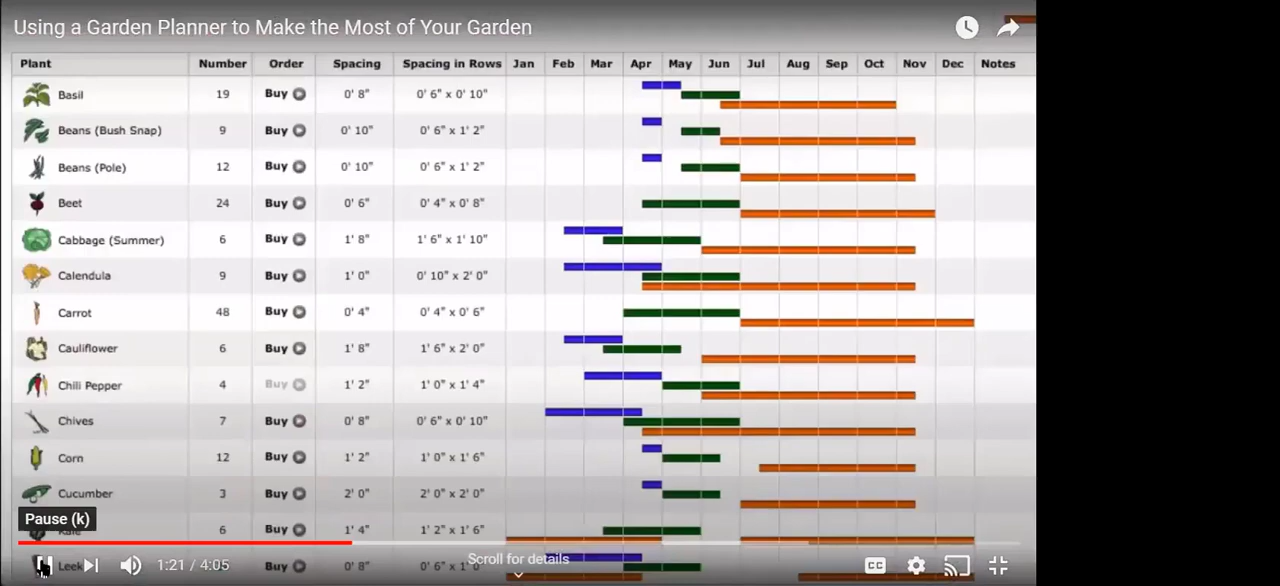 Using a Garden Planner to Make the Most of Your Garden
Plant Number Order Spacing Spacing in Rows Jan Feb Mar Apr May Jun Jul Aug Sep Oct Nov Dec Notes
Basil 19 Buy 0' 8" 0' 6" x 0' 10"
Beans (Bush Snap) 9 Buy 0' 10" 0' 6" x 1' 2"
Beans (Pole) 12 Buy 0' 10" 0' 6" x 1' 2"
Beet 24 Buy 0' 6" 0' 4" x 0' 8"
Cabbage (Summer) 6 Buy 1' 8" 1' 6" x 1' 10"
Calendula 9 Buy 1' 0" 0' 10" x 2' 0"
Carrot 48 Buy 0' 4" 0' 4" x 0' 6"
Cauliflower 6 Buy 1' 8" 1' 6" x 2' 0"
Chili Pepper 4 Buy 1' 2" 1' 0" x 1' 4"
Chives 7 Buy 0' 8" 0' 6" x 0' 10"
Corn 12 Buy 1' 2" 1' 0" x 1' 6"
Cucumber 3 Buy 2' 0" 2' 0" x 2' 0"
Pause (k)
Kale 6 Buy 1' 4" 1' 2" x 1' 6"
Scroll for details
Leek 1:21 / 4:05 Buy 0' 8" 0' 6" x 1' 0" CC